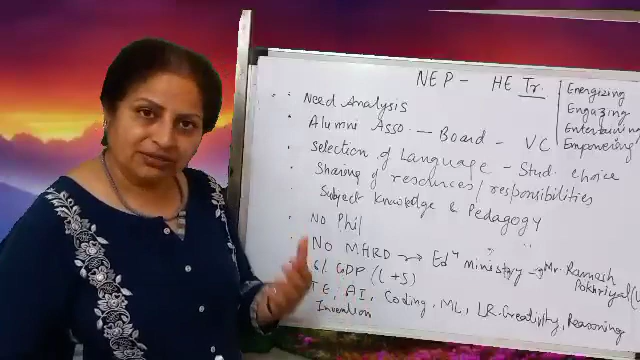 NEP - HE Tr.
Energizing
Engazing
Entertaining
Empowering
Need Analysis
Alumni Asso. - Board - VC
Selection of Language - Stud. choice
Sharing of resources/responsibilities
Subject Knowledge & Pedagogy
No Phil
No MHRD → Edⁿ Ministry - Mr. Ramesh
Pokhriyal
6% GDP (C+S)
TE, AI, Coding, ML, LR-Creativity, Reasoning
Invention